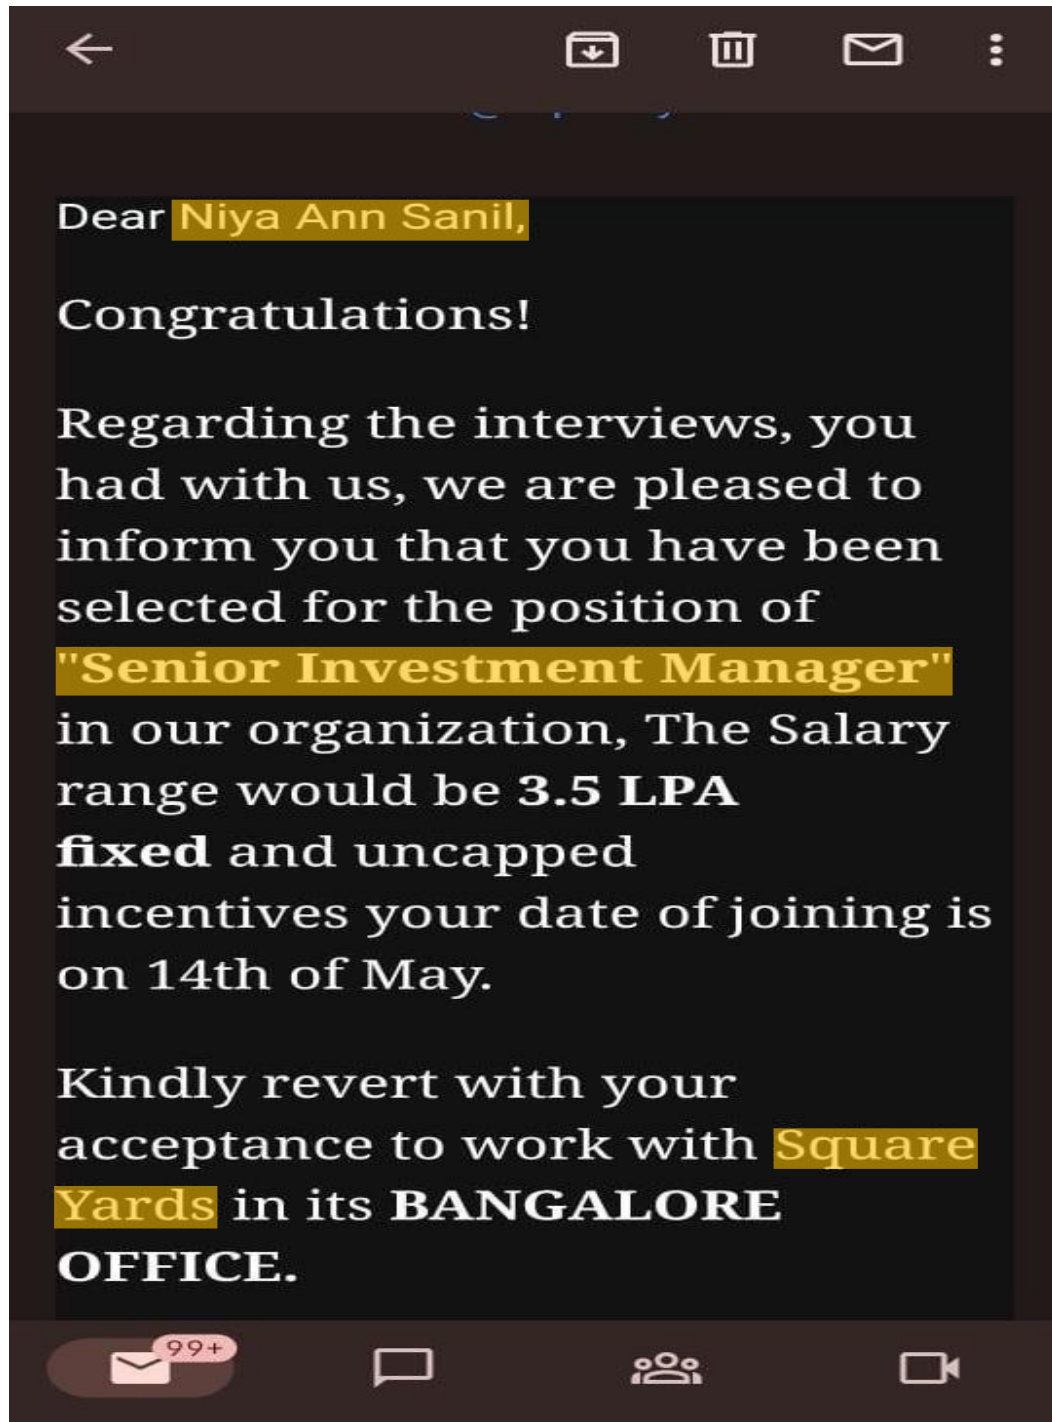 Dear Niya Ann Sanil,
Congratulations!
Regarding the interviews, you
had with us, we are pleased to
inform you that you have been
selected for the position of
"Senior Investment Manager"
in our organization, The Salary
range would be 3.5 LPA
fixed and uncapped
incentives your date of joining is
on 14th of May.
Kindly revert with your
acceptance to work with Square
Yards in its BANGALORE
OFFICE.
99+